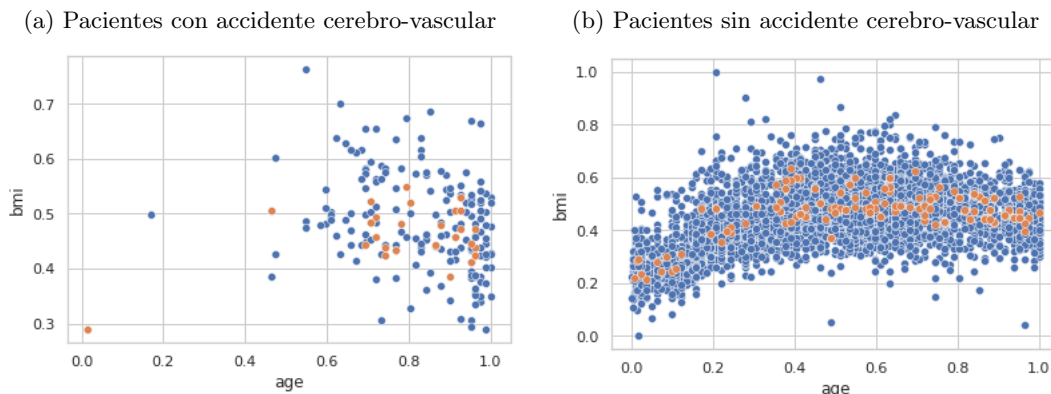 (a) Pacientes con accidente cerebro-vascular
0.7
0.6
0.5
0.4
0.3
bmi
0.0 0.2 0.4 0.6 0.8 1.0
age
(b) Pacientes sin accidente cerebro-vascular
1.0
0.8
0.6
0.4
0.2
0.0
bmi
0.0 0.2 0.4 0.6 0.8 1.0
age